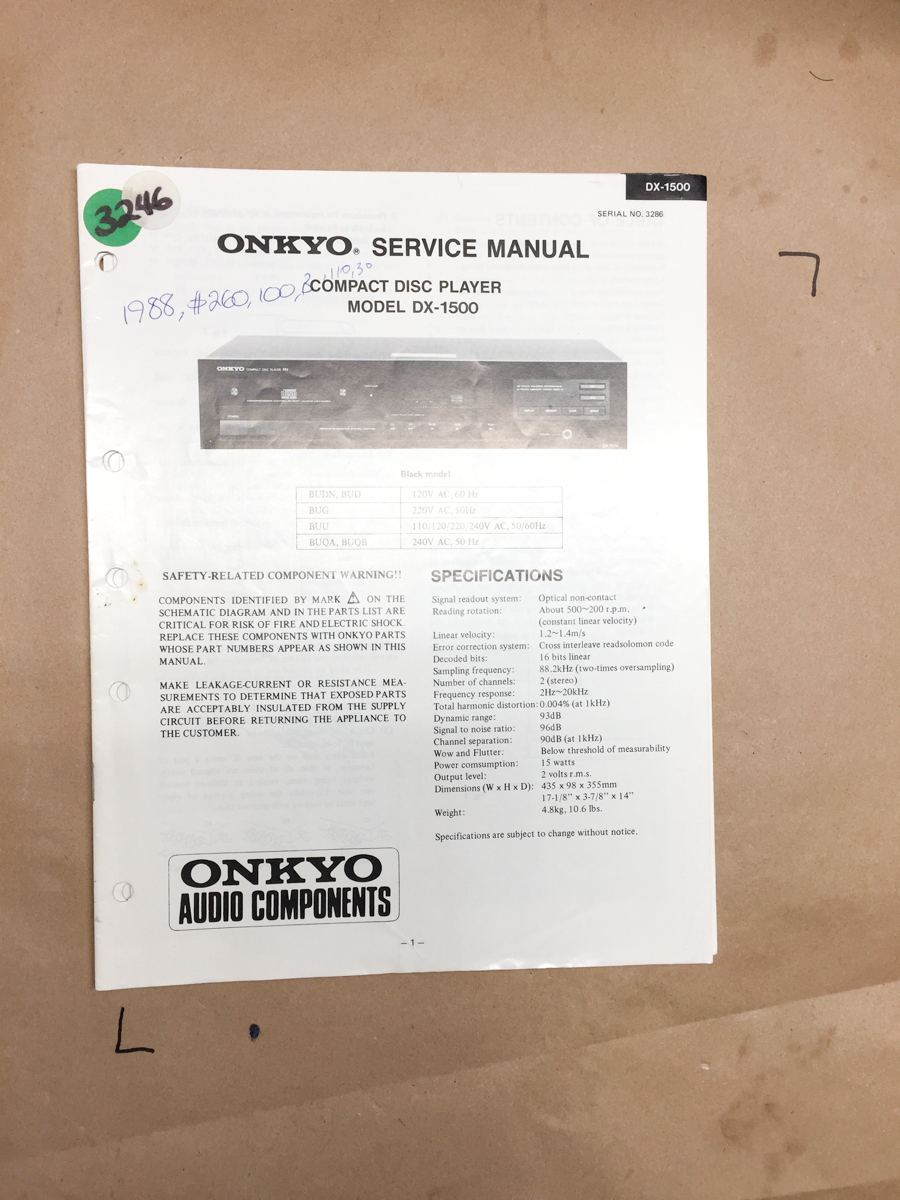 DX-1500
SERIAL NO. 3286
3246
ONKYO® SERVICE MANUAL
1988, #260, 100,
COMPACT DISC PLAYER
MODEL DX-1500
ONKYO COMPACT DISC PLAYER
Black model
BUDN, BUD 120V AC, 60 Hz
BUG 220V AC, 50Hz
BUU 110/120/220/240V AC, 50/60Hz
BUQA, BUQB 240V AC, 50 Hz
SAFETY-RELATED COMPONENT WARNING!!
COMPONENTS IDENTIFIED BY MARK ⚠ ON THE
SCHEMATIC DIAGRAM AND IN THE PARTS LIST ARE
CRITICAL FOR RISK OF FIRE AND ELECTRIC SHOCK.
REPLACE THESE COMPONENTS WITH ONKYO PARTS
WHOSE PART NUMBERS APPEAR AS SHOWN IN THIS
MANUAL.
MAKE LEAKAGE-CURRENT OR RESISTANCE MEA-
SUREMENTS TO DETERMINE THAT EXPOSED PARTS
ARE ACCEPTABLY INSULATED FROM THE SUPPLY
CIRCUIT BEFORE RETURNING THE APPLIANCE TO
THE CUSTOMER.
SPECIFICATIONS
Signal readout system: Optical non-contact
Reading rotation: About 500~200 r.p.m.
(constant linear velocity)
Linear velocity: 1.2~1.4m/s
Error correction system: Cross interleave readsolomon code
Decoded bits: 16 bits linear
Sampling frequency: 88.2kHz (two-times oversampling)
Number of channels: 2 (stereo)
Frequency response: 2Hz~20kHz
Total harmonic distortion: 0.004% (at 1kHz)
Dynamic range: 93dB
Signal to noise ratio: 96dB
Channel separation: 90dB (at 1kHz)
Wow and Flutter: Below threshold of measurability
Power comsumption: 15 watts
Output level: 2 volts r.m.s.
Dimensions (W x H x D): 435 x 98 x 355mm
17-1/8" x 3-7/8" x 14"
Weight: 4.8kg, 10.6 lbs.
Specifications are subject to change without notice.
ONKYO
AUDIO COMPONENTS
– 1 –